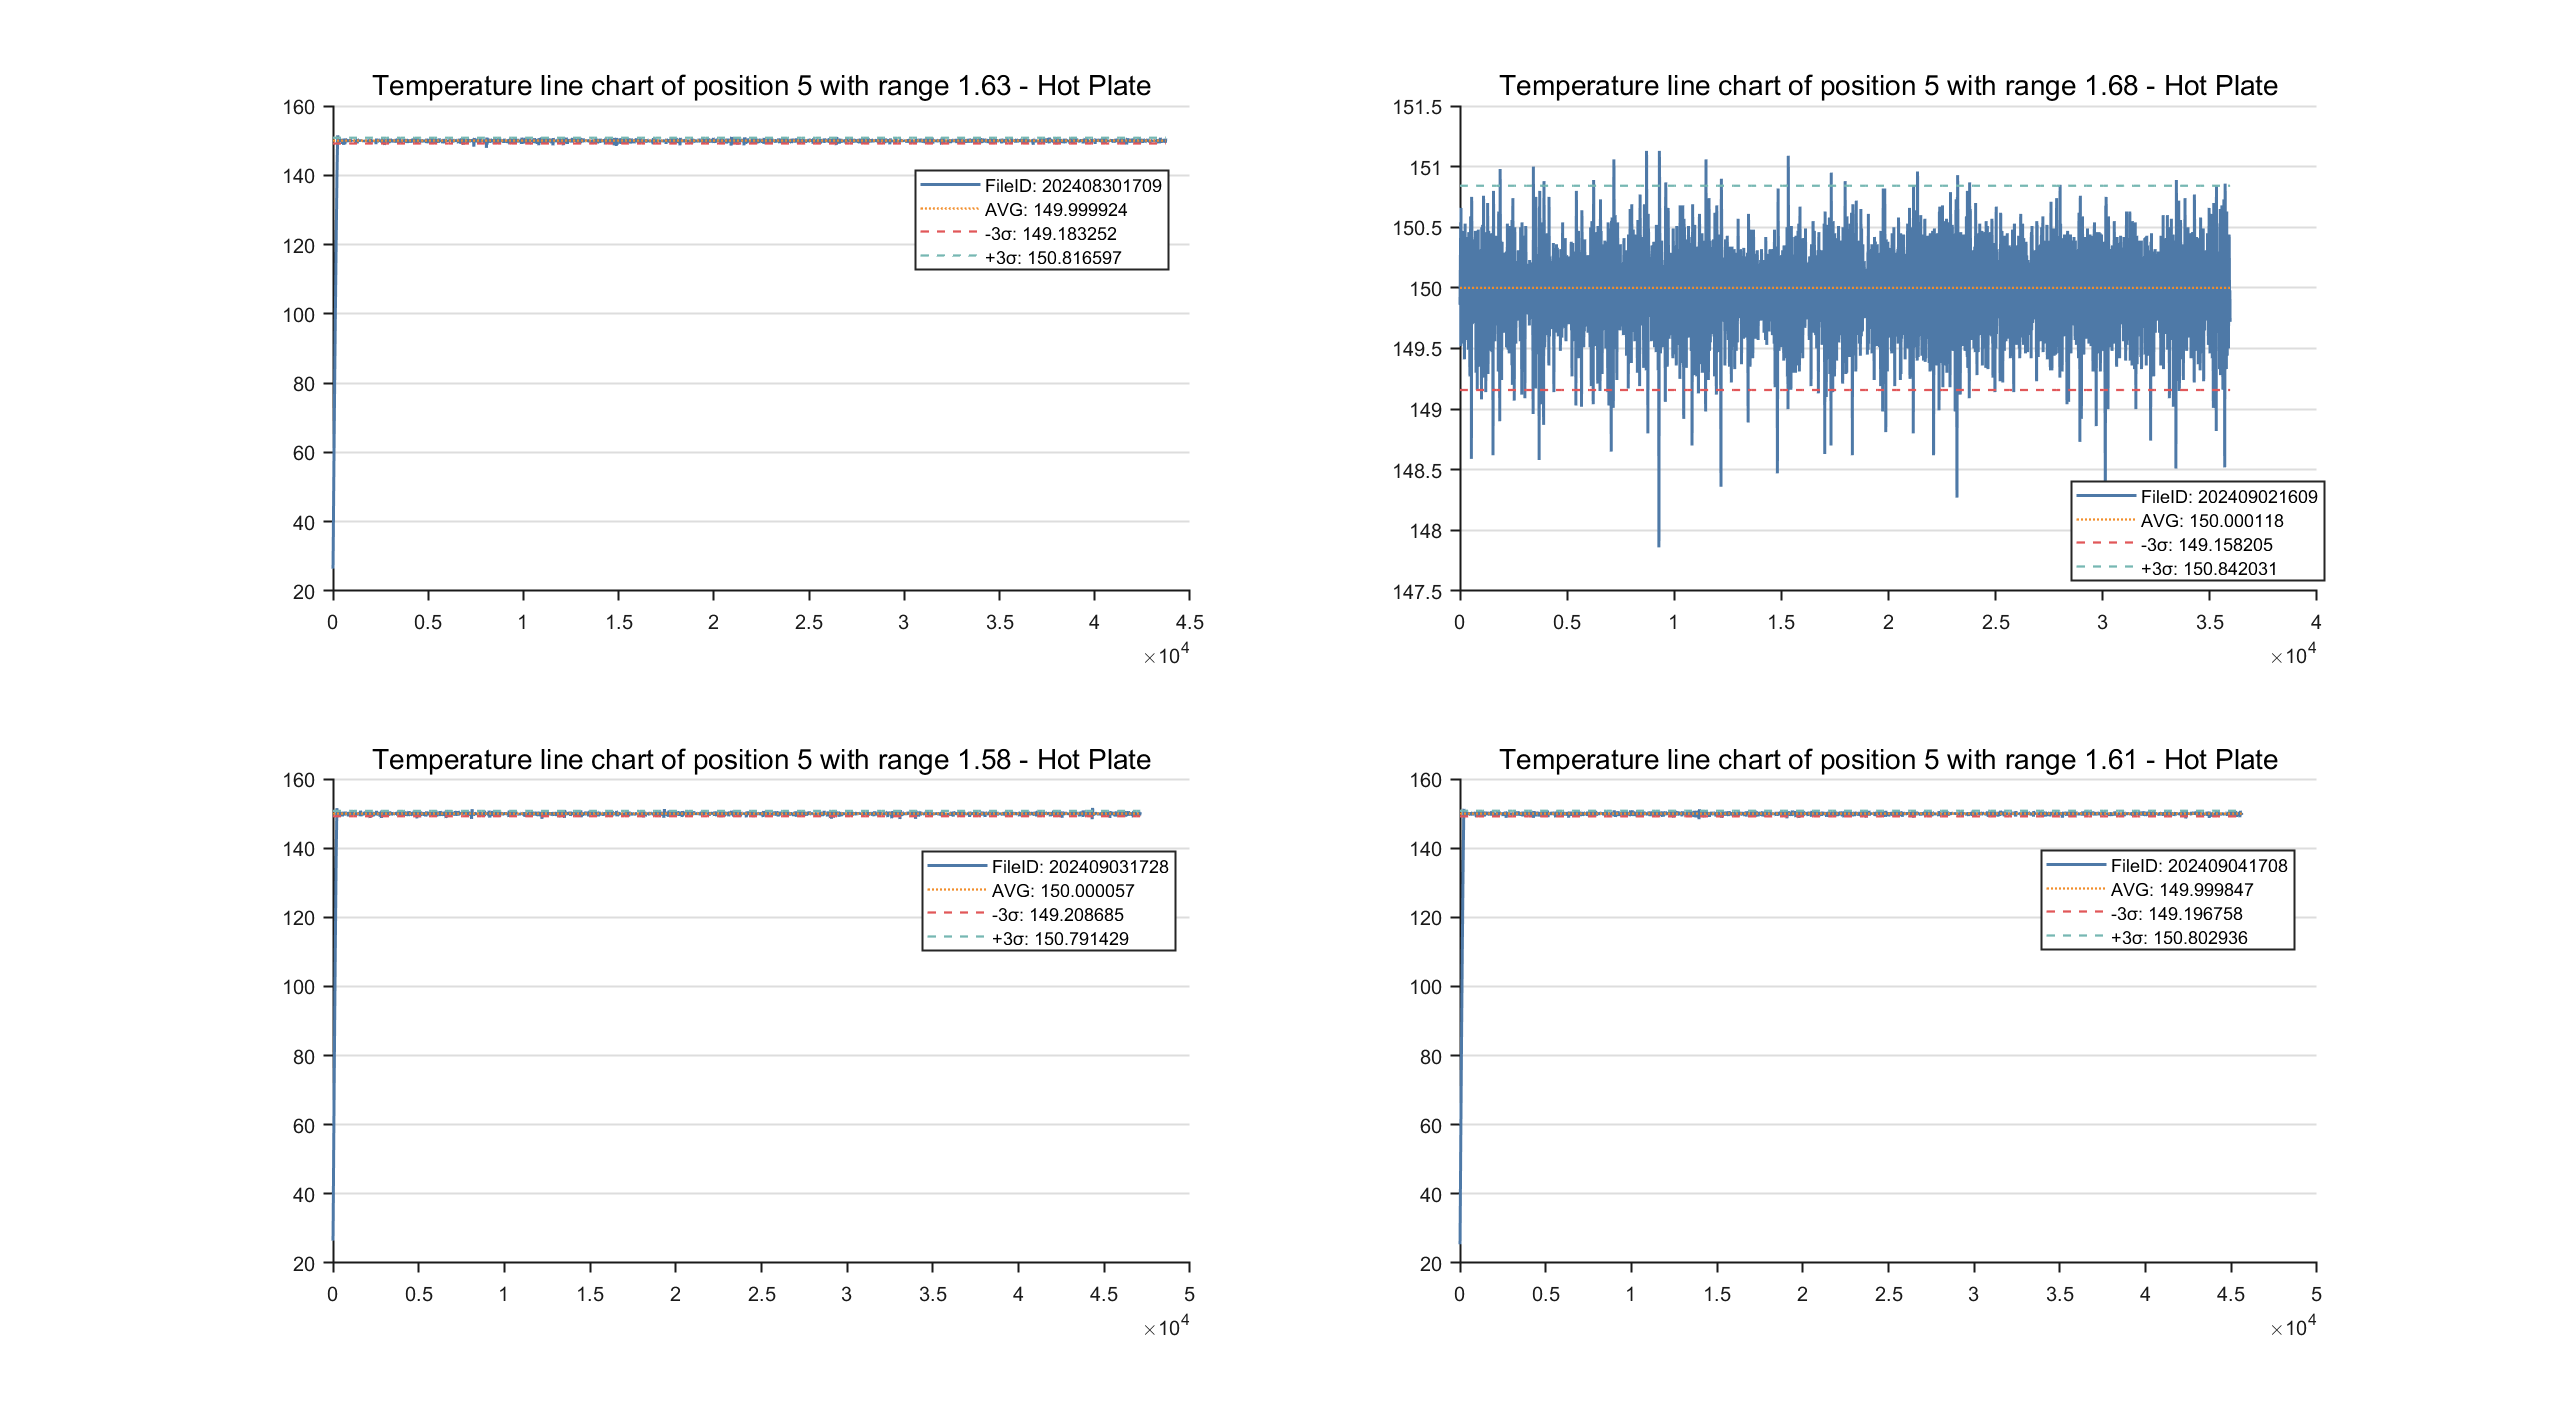 Temperature line chart of position 5 with range 1.63 - Hot Plate
160
140
120
100
80
60
40
20
0 0.5 1 1.5 2 2.5 3 3.5 4 4.5
×10⁴
FileID: 202408301709
AVG: 149.999924
-3σ: 149.183252
+3σ: 150.816597
Temperature line chart of position 5 with range 1.68 - Hot Plate
151.5
151
150.5
150
149.5
149
148.5
148
147.5
0 0.5 1 1.5 2 2.5 3 3.5 4
×10⁴
FileID: 202409021609
AVG: 150.000118
-3σ: 149.158205
+3σ: 150.842031
Temperature line chart of position 5 with range 1.58 - Hot Plate
160
140
120
100
80
60
40
20
0 0.5 1 1.5 2 2.5 3 3.5 4 4.5 5
×10⁴
FileID: 202409031728
AVG: 150.000057
-3σ: 149.208685
+3σ: 150.791429
Temperature line chart of position 5 with range 1.61 - Hot Plate
160
140
120
100
80
60
40
20
0 0.5 1 1.5 2 2.5 3 3.5 4 4.5 5
×10⁴
FileID: 202409041708
AVG: 149.999847
-3σ: 149.196758
+3σ: 150.802936